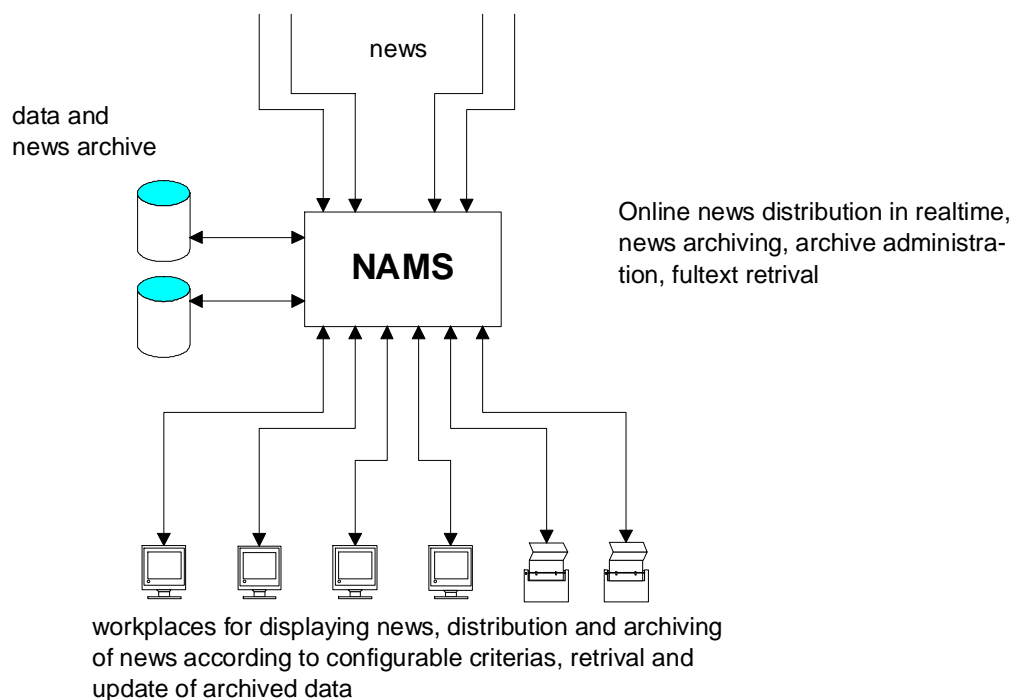 news
data and
news archive
Online news distribution in realtime,
news archiving, archive administra-
tion, fultext retrival
NAMS
workplaces for displaying news, distribution and archiving
of news according to configurable criterias, retrival and
update of archived data